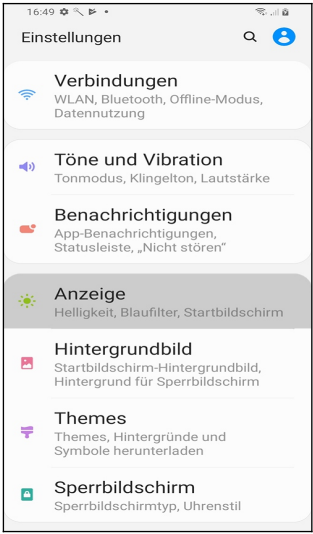 16:49
Einstellungen
Verbindungen
WLAN, Bluetooth, Offline-Modus,
Datennutzung
Töne und Vibration
Tonmodus, Klingelton, Lautstärke
Benachrichtigungen
App-Benachrichtigungen,
Statusleiste, „Nicht stören“
Anzeige
Helligkeit, Blaufilter, Startbildschirm
Hintergrundbild
Startbildschirm-Hintergrundbild,
Hintergrund für Sperrbildschirm
Themes
Themes, Hintergründe und
Symbole herunterladen
Sperrbildschirm
Sperrbildschirmtyp, Uhrenstil